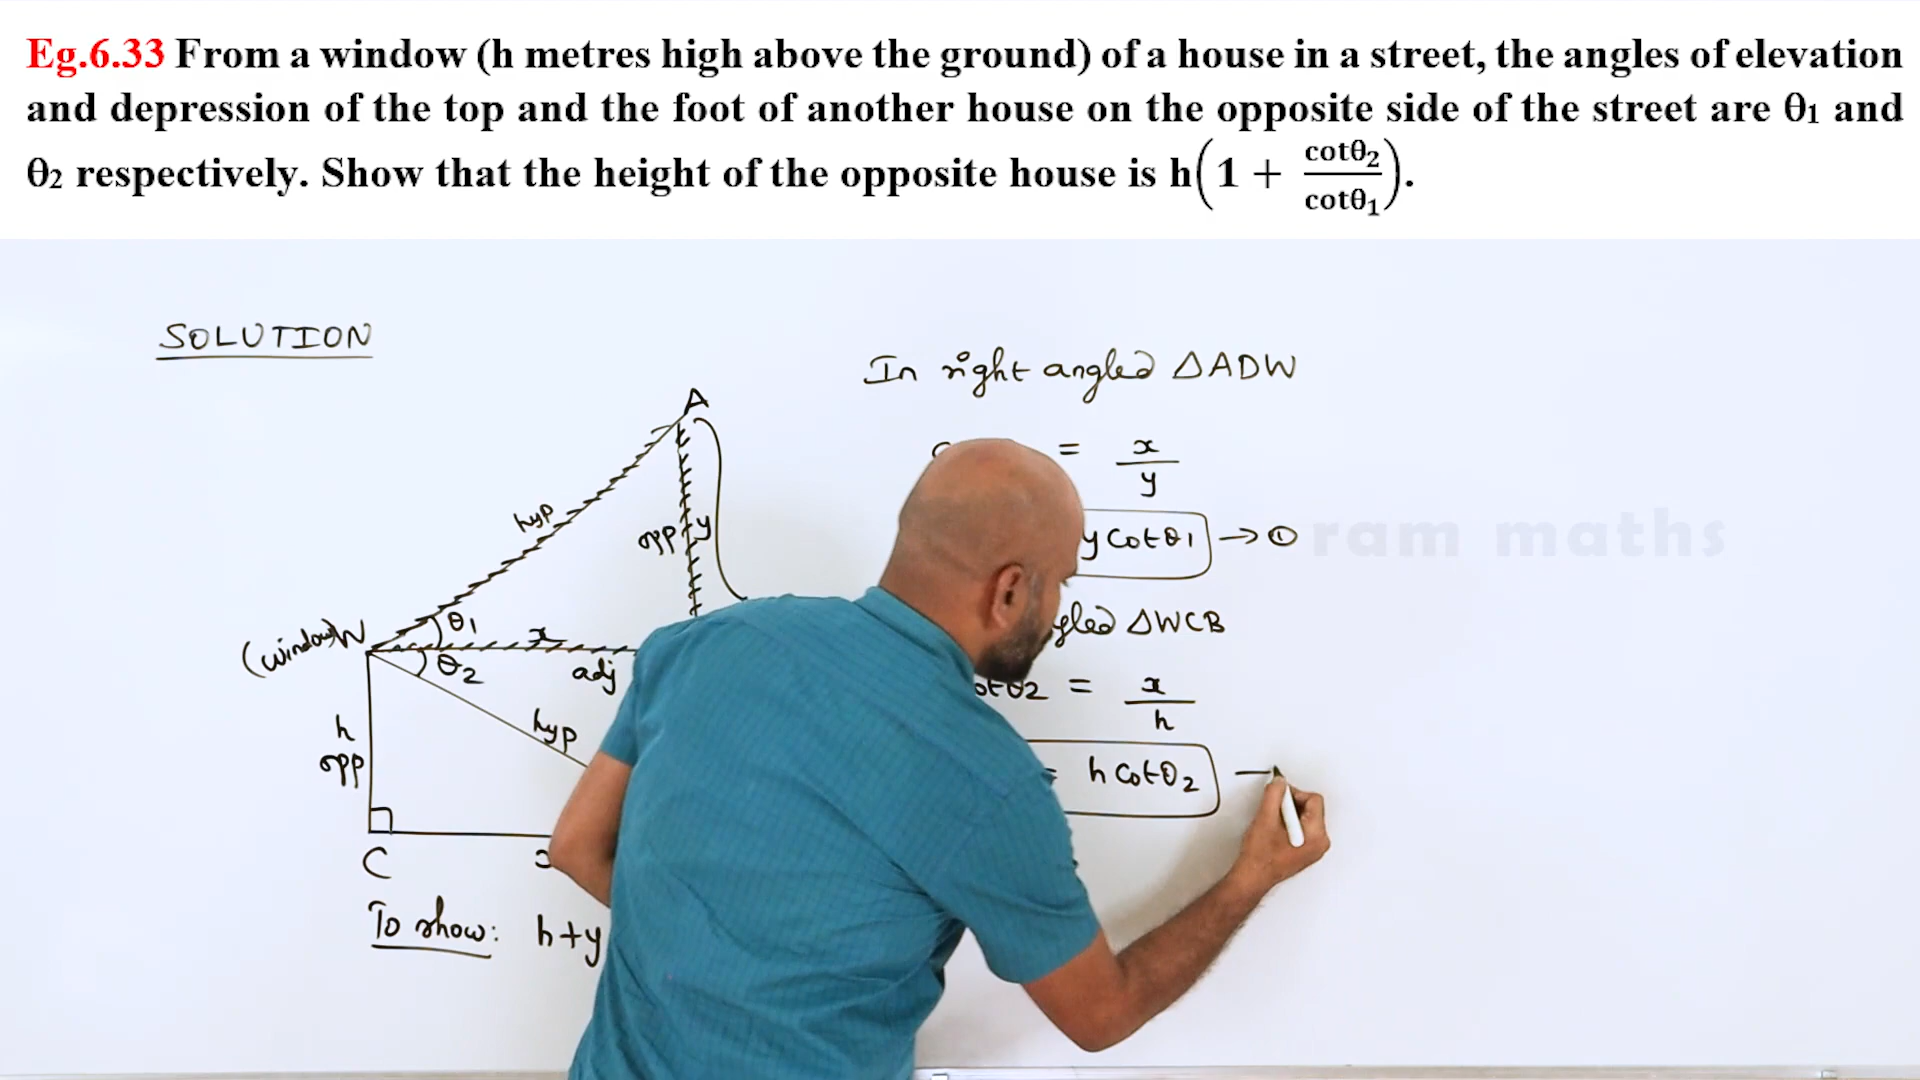 Eg.6.33 From a window (h metres high above the ground) of a house in a street, the angles of elevation
and depression of the top and the foot of another house on the opposite side of the street are θ₁ and
θ₂ respectively. Show that the height of the opposite house is h(1 + cotθ₂/cotθ₁).
SOLUTION
A
hyp
opp
y
(window)W
θ1
x
θ2
adj
h
opp
hyp
C
To show: h+y
In right angled ΔADW
= x/y
y cotθ1 → ①
ΔWCB
θ2 = x/h
= h cotθ2
ram maths